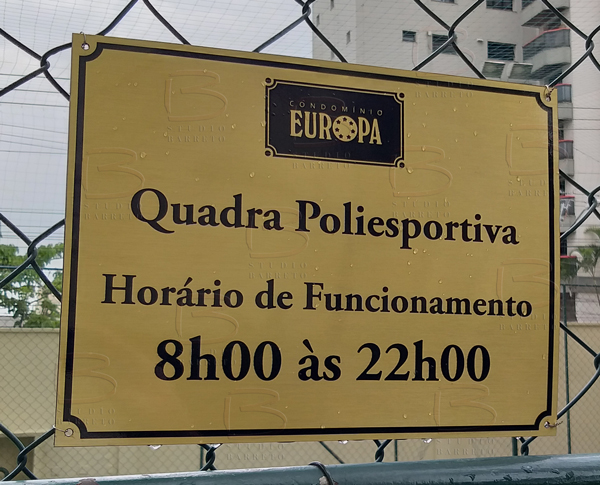 CONDOMÍNIO
EUROPA
Quadra Poliesportiva
Horário de Funcionamento
8h00 às 22h00